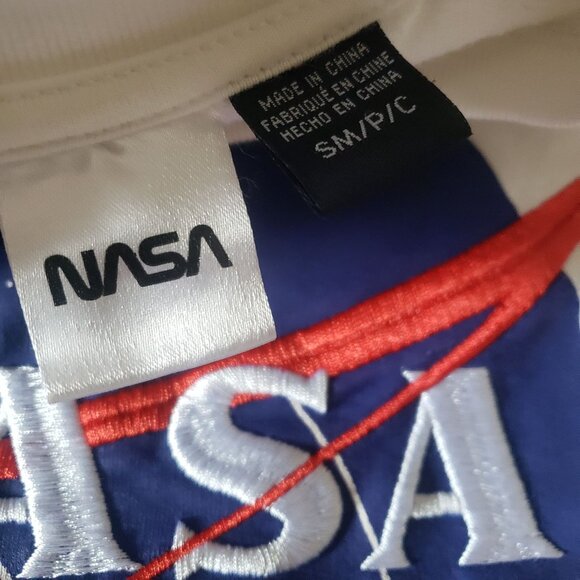 MADE IN CHINA
FABRIQUÉ EN CHINE
HECHO EN CHINA
SM/P/C
NASA
ASA